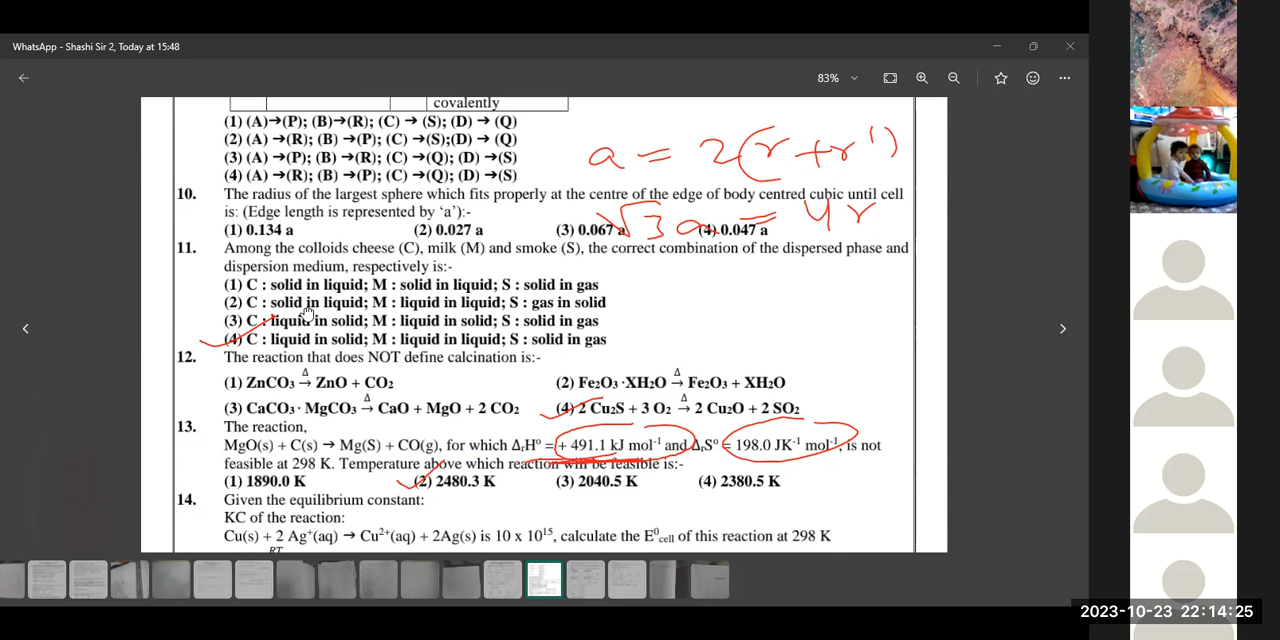 WhatsApp - Shashi Sir 2, Today at 15:48
83%
covalently
(1) (A)→(P); (B)→(R); (C) → (S); (D) → (Q)
(2) (A) →(R); (B) →(P); (C) →(S);(D) → (Q)
(3) (A) →(P); (B) →(R); (C) →(Q); (D) →(S)
(4) (A) →(R); (B) →(P); (C) →(Q); (D) →(S)
a = 2(r + r')
10. The radius of the largest sphere which fits properly at the centre of the edge of body centred cubic until cell
is: (Edge length is represented by 'a'):-
√3 a = 4r
(1) 0.134 a (2) 0.027 a (3) 0.067 a (4) 0.047 a
11. Among the colloids cheese (C), milk (M) and smoke (S), the correct combination of the dispersed phase and
dispersion medium, respectively is:-
(1) C : solid in liquid; M : solid in liquid; S : solid in gas
(2) C : solid in liquid; M : liquid in liquid; S : gas in solid
(3) C : liquid in solid; M : liquid in solid; S : solid in gas
(4) C : liquid in solid; M : liquid in liquid; S : solid in gas
12. The reaction that does NOT define calcination is:-
(1) ZnCO₃ →Δ ZnO + CO₂ (2) Fe₂O₃ ·XH₂O →Δ Fe₂O₃ + XH₂O
(3) CaCO₃· MgCO₃ →Δ CaO + MgO + 2 CO₂ (4) 2 Cu₂S + 3 O₂ →Δ 2 Cu₂O + 2 SO₂
13. The reaction,
MgO(s) + C(s) → Mg(S) + CO(g), for which ΔᵣH° = + 491.1 kJ mol⁻¹ and ΔᵣS° = 198.0 JK⁻¹ mol⁻¹, is not
feasible at 298 K. Temperature above which reaction will be feasible is:-
(1) 1890.0 K (2) 2480.3 K (3) 2040.5 K (4) 2380.5 K
14. Given the equilibrium constant:
KC of the reaction:
Cu(s) + 2 Ag⁺(aq) → Cu²⁺(aq) + 2Ag(s) is 10 x 10¹⁵, calculate the E⁰cell of this reaction at 298 K
RT
2023-10-23 22:14:25